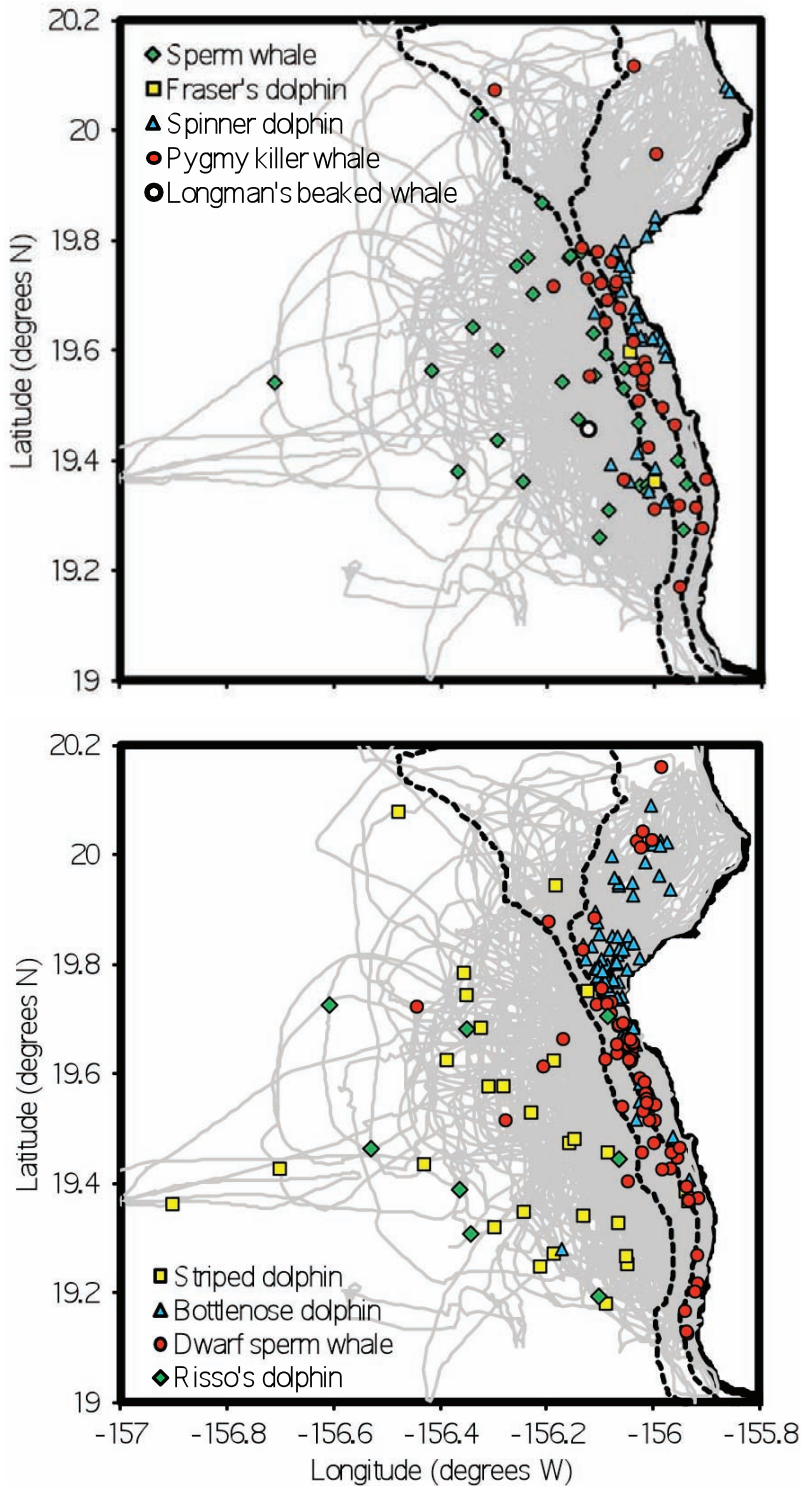 20.2
Sperm whale
Fraser's dolphin
Spinner dolphin
Pygmy killer whale
Longman's beaked whale
20
19.8
19.6
19.4
19.2
19
Latitude (degrees N)
20.2
20
19.8
19.6
19.4
19.2
19
Latitude (degrees N)
Striped dolphin
Bottlenose dolphin
Dwarf sperm whale
Risso's dolphin
-157 -156.8 -156.6 -156.4 -156.2 -156 -155.8
Longitude (degrees W)